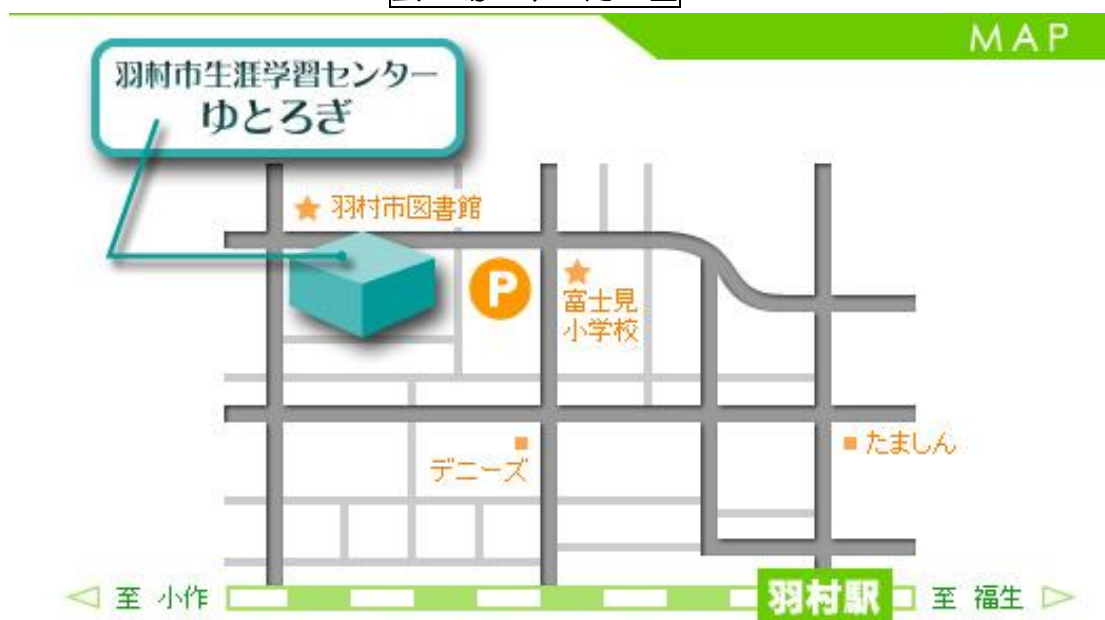 MAP
羽村市生涯学習センター
ゆとろぎ
羽村市図書館
P
富士見
小学校
デニーズ
たましん
至 小作
羽村駅
至 福生